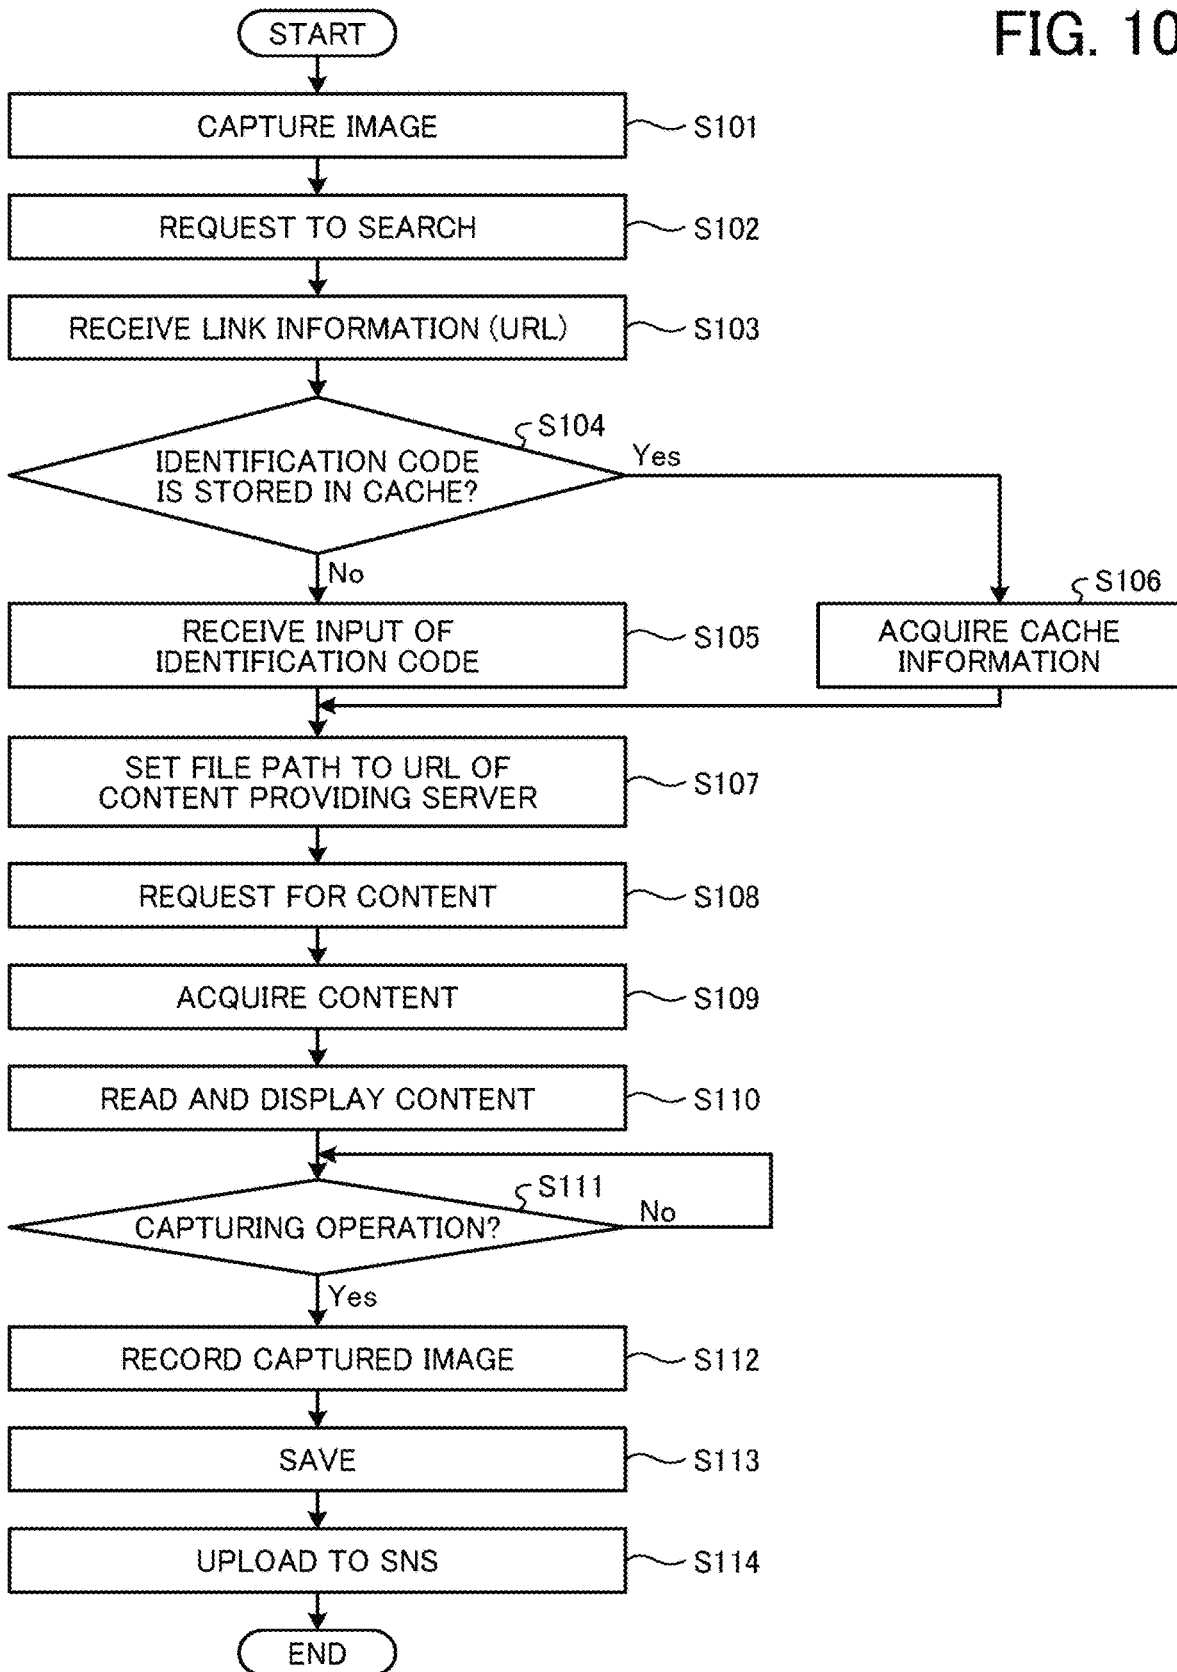 FIG. 10
START
CAPTURE IMAGE
S101
REQUEST TO SEARCH
S102
RECEIVE LINK INFORMATION (URL)
S103
S104
IDENTIFICATION CODE
IS STORED IN CACHE?
Yes
No
RECEIVE INPUT OF
IDENTIFICATION CODE
S105
S106
ACQUIRE CACHE
INFORMATION
SET FILE PATH TO URL OF
CONTENT PROVIDING SERVER
S107
REQUEST FOR CONTENT
S108
ACQUIRE CONTENT
S109
READ AND DISPLAY CONTENT
S110
S111
CAPTURING OPERATION?
No
Yes
RECORD CAPTURED IMAGE
S112
SAVE
S113
UPLOAD TO SNS
S114
END